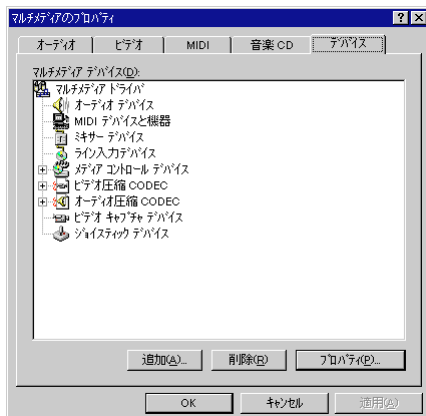 ﾏﾙﾁﾒﾃﾞｨｱのﾌﾟﾛﾊﾟﾃｨ
オーディオ ビデオ MIDI 音楽 CD デバイス
ﾏﾙﾁﾒﾃﾞｨｱ ﾃﾞﾊﾞｲｽ(D):
ﾏﾙﾁﾒﾃﾞｨｱ ﾄﾞﾗｲﾊﾞ
ｵｰﾃﾞｨｵ ﾃﾞﾊﾞｲｽ
MIDI ﾃﾞﾊﾞｲｽと機器
ﾐｷｻｰ ﾃﾞﾊﾞｲｽ
ﾗｲﾝ入力ﾃﾞﾊﾞｲｽ
ﾒﾃﾞｨｱ ｺﾝﾄﾛｰﾙ ﾃﾞﾊﾞｲｽ
ﾋﾞﾃﾞｵ圧縮 CODEC
ｵｰﾃﾞｨｵ圧縮 CODEC
ﾋﾞﾃﾞｵ ｷｬﾌﾟﾁｬ ﾃﾞﾊﾞｲｽ
ｼﾞｮｲｽﾃｨｯｸ ﾃﾞﾊﾞｲｽ
追加(A)... 削除(R) ﾌﾟﾛﾊﾟﾃｨ(P)...
OK ｷｬﾝｾﾙ 適用(A)